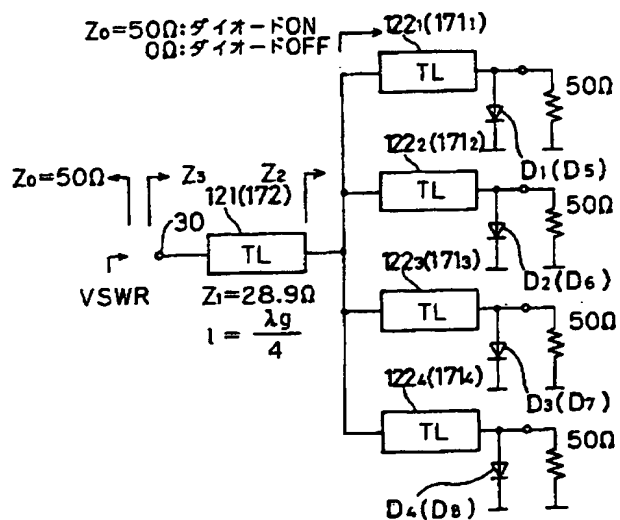 Z₀=50Ω:ダイオードON
0Ω:ダイオードOFF
122₁(171₁)
TL
50Ω
D₁(D₅)
122₂(171₂)
TL
50Ω
D₂(D₆)
Z₀=50Ω
Z₃
Z₂
121(172)
30
TL
VSWR
Z₁=28.9Ω
l = λg/4
122₃(171₃)
TL
50Ω
D₃(D₇)
122₄(171₄)
TL
50Ω
D₄(D₈)